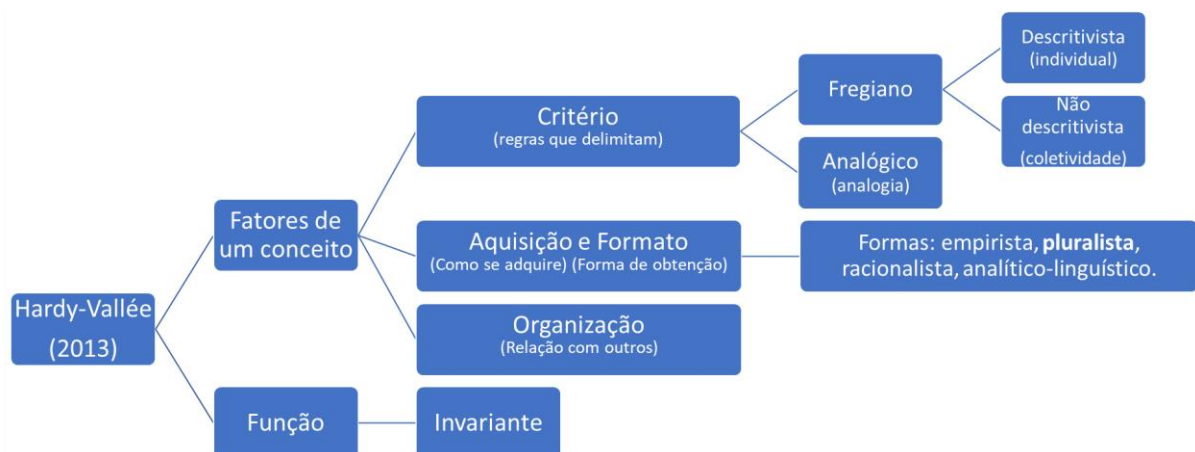 Hardy-Vallée
(2013)
Fatores de
um conceito
Critério
(regras que delimitam)
Fregiano
Descritivista
(individual)
Não
descritivista
(coletividade)
Analógico
(analogia)
Aquisição e Formato
(Como se adquire) (Forma de obtenção)
Formas: empirista, pluralista,
racionalista, analítico-linguístico.
Organização
(Relação com outros)
Função
Invariante